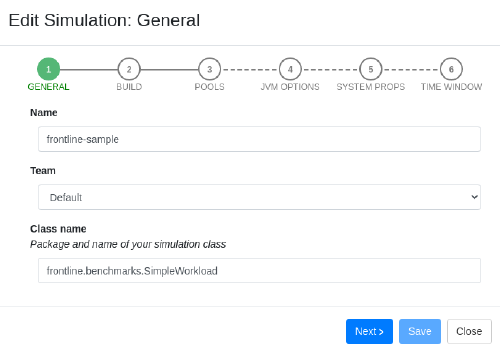 Edit Simulation: General
1 2 3 4 5 6
GENERAL BUILD POOLS JVM OPTIONS SYSTEM PROPS TIME WINDOW
Name
frontline-sample
Team
Default
Class name
Package and name of your simulation class
frontline.benchmarks.SimpleWorkload
Next Save Close